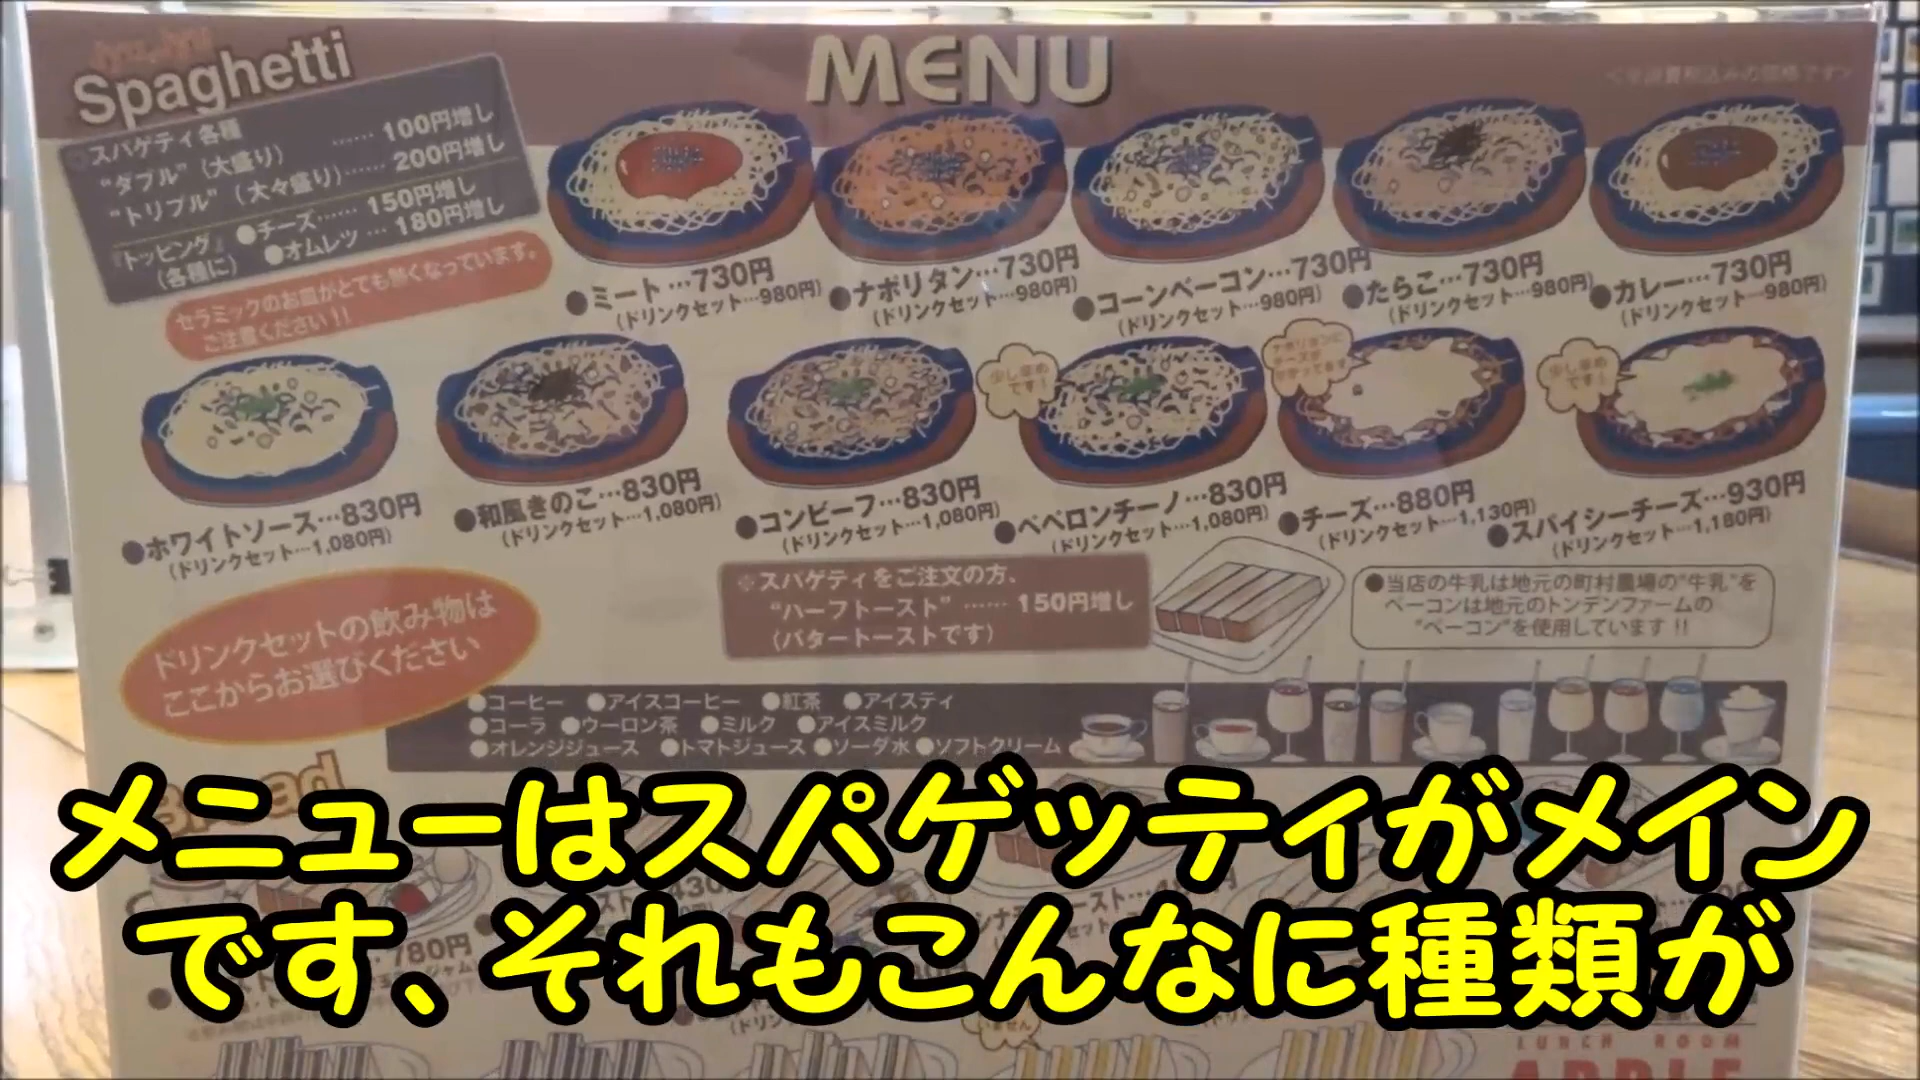 Spaghetti
MENU
スパゲティ各種
“ダブル”（大盛り）…… 100円増し
“トリプル”（大々盛り）…… 200円増し
『トッピング』 ●チーズ…… 150円増し
（各種に） ●オムレツ… 180円増し
セラミックのお皿がとても熱くなっています。
ご注意ください!!
●ミート…730円
（ドリンクセット…980円）
●ナポリタン…730円
（ドリンクセット…980円）
●コーンベーコン…730円
（ドリンクセット…980円）
●たらこ…730円
（ドリンクセット…980円）
●カレー…730円
（ドリンクセット…980円）
少し辛めです!
少し辛めです!
●ホワイトソース…830円
（ドリンクセット…1,080円）
●和風きのこ…830円
（ドリンクセット…1,080円）
●コンビーフ…830円
（ドリンクセット…1,080円）
●ペペロンチーノ…830円
（ドリンクセット…1,080円）
●チーズ…880円
（ドリンクセット…1,130円）
●スパイシーチーズ…930円
（ドリンクセット…1,180円）
※スパゲティをご注文の方、
“ハーフトースト”…… 150円増し
（バタートーストです）
●当店の牛乳は地元の町村農場の“牛乳”を
ベーコンは地元のトンデンファームの
“ベーコン”を使用しています!!
ドリンクセットの飲み物は
ここからお選びください
●コーヒー ●アイスコーヒー ●紅茶 ●アイスティ
●コーラ ●ウーロン茶 ●ミルク ●アイスミルク
●オレンジジュース ●トマトジュース ●ソーダ水 ●ソフトクリーム
メニューはスパゲッティがメイン
です、それもこんなに種類が
780円
LUNCH ROOM
APPLE